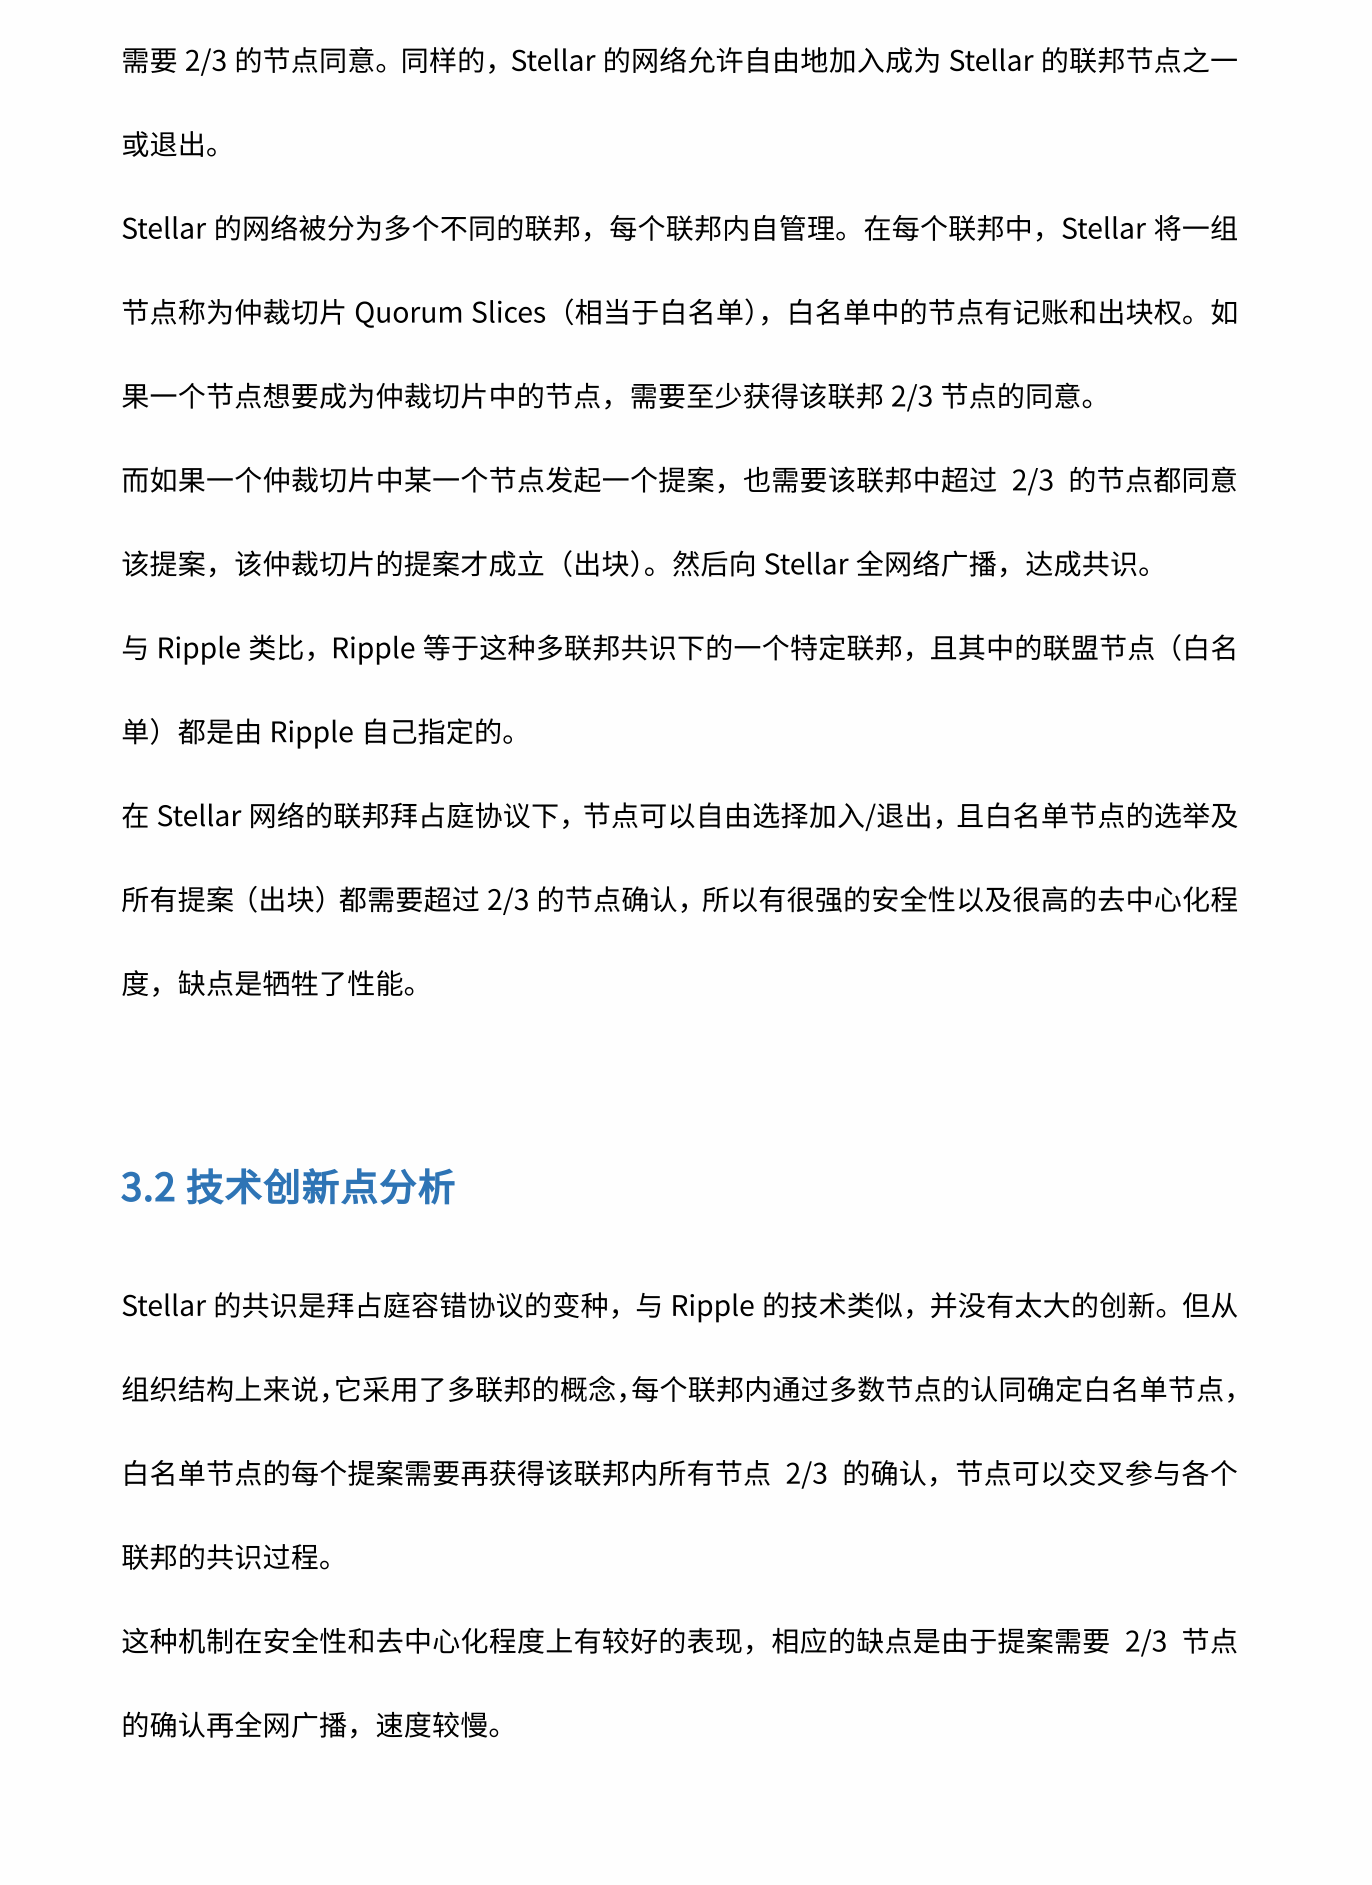 需要 2/3 的节点同意。同样的，Stellar 的网络允许自由地加入成为 Stellar 的联邦节点之一
或退出。
Stellar 的网络被分为多个不同的联邦，每个联邦内自管理。在每个联邦中，Stellar 将一组
节点称为仲裁切片 Quorum Slices（相当于白名单），白名单中的节点有记账和出块权。如
果一个节点想要成为仲裁切片中的节点，需要至少获得该联邦 2/3 节点的同意。
而如果一个仲裁切片中某一个节点发起一个提案，也需要该联邦中超过 2/3 的节点都同意
该提案，该仲裁切片的提案才成立（出块）。然后向 Stellar 全网络广播，达成共识。
与 Ripple 类比，Ripple 等于这种多联邦共识下的一个特定联邦，且其中的联盟节点（白名
单）都是由 Ripple 自己指定的。
在 Stellar 网络的联邦拜占庭协议下，节点可以自由选择加入/退出，且白名单节点的选举及
所有提案（出块）都需要超过 2/3 的节点确认，所以有很强的安全性以及很高的去中心化程
度，缺点是牺牲了性能。
3.2 技术创新点分析
Stellar 的共识是拜占庭容错协议的变种，与 Ripple 的技术类似，并没有太大的创新。但从
组织结构上来说，它采用了多联邦的概念，每个联邦内通过多数节点的认同确定白名单节点，
白名单节点的每个提案需要再获得该联邦内所有节点 2/3 的确认，节点可以交叉参与各个
联邦的共识过程。
这种机制在安全性和去中心化程度上有较好的表现，相应的缺点是由于提案需要 2/3 节点
的确认再全网广播，速度较慢。